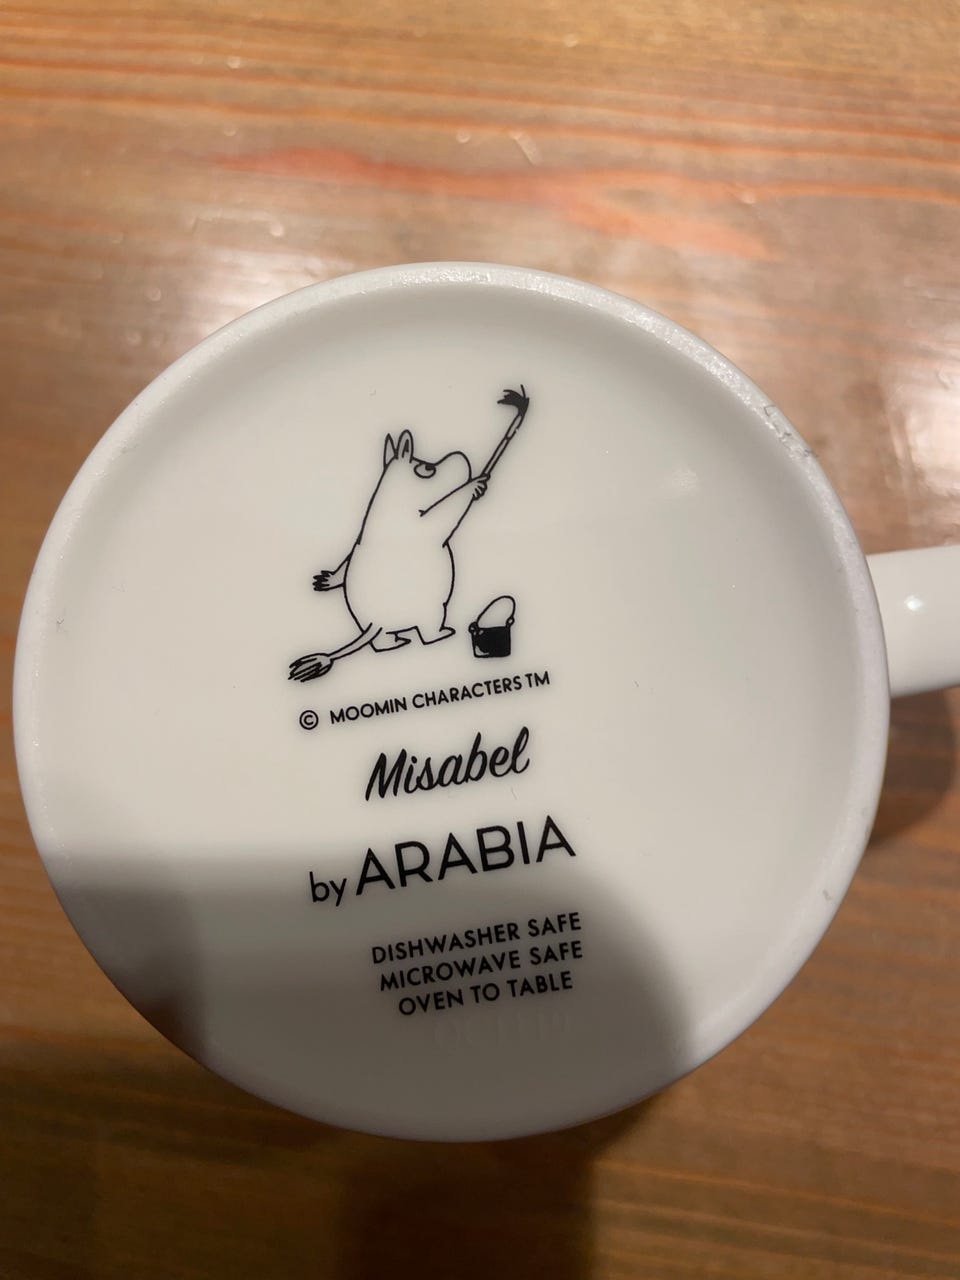 © MOOMIN CHARACTERS TM
Misabel
by ARABIA
DISHWASHER SAFE
MICROWAVE SAFE
OVEN TO TABLE